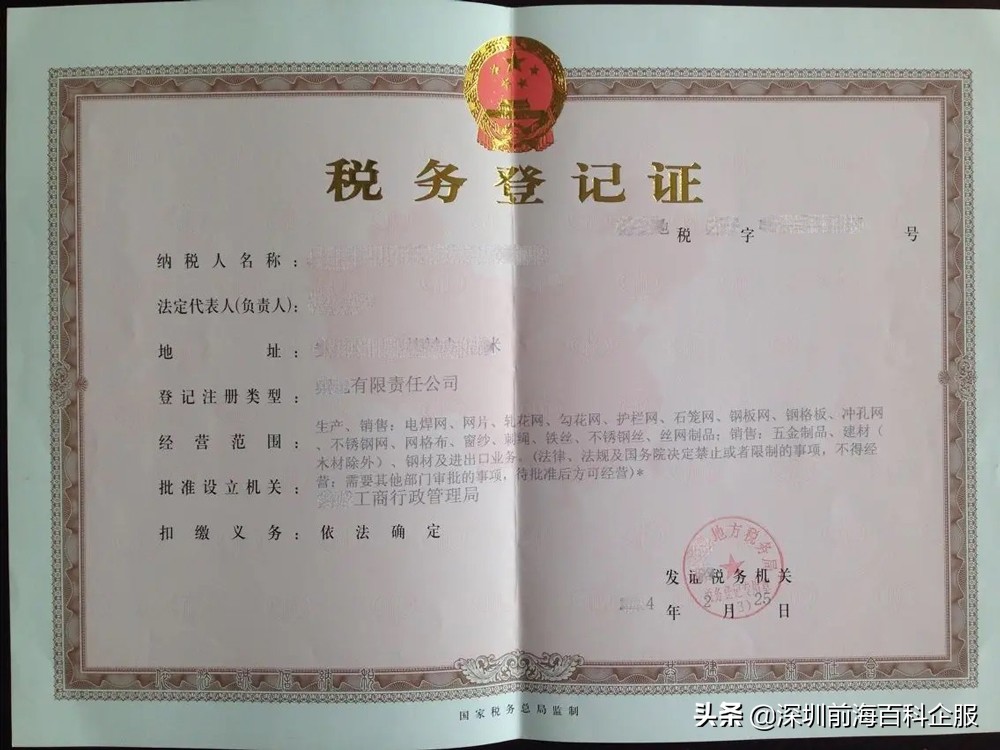 税务登记证
税 字 号
纳税人名称：
法定代表人(负责人)：
地址： 米
登记注册类型： 有限责任公司
经营范围： 生产、销售：电焊网、网片、轧花网、勾花网、护栏网、石笼网、钢板网、钢格板、冲孔网
、不锈钢网、网格布、窗纱、刺绳、铁丝、不锈钢丝、丝网制品；销售：五金制品、建材（
木材除外）、钢材及进出口业务。(法律、法规及国务院决定禁止或者限制的事项，不得经
营；需要其他部门审批的事项，待批准后方可经营)*
批准设立机关： 工商行政管理局
扣缴义务： 依法确定
地方税务局
发证税务机关
4 年 2 月 25 日
国家税务总局监制
头条 @深圳前海百科企服